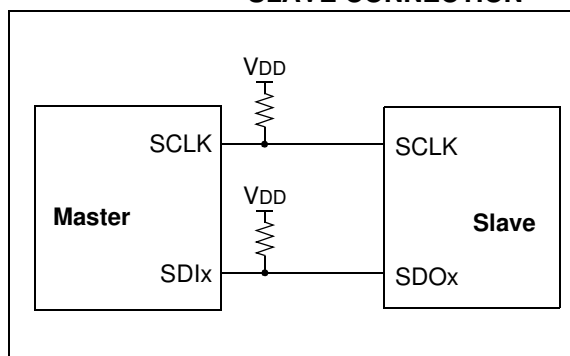 SLAVE CONNECTION
VDD
SCLK
SCLK
VDD
Master
Slave
SDIx
SDOx